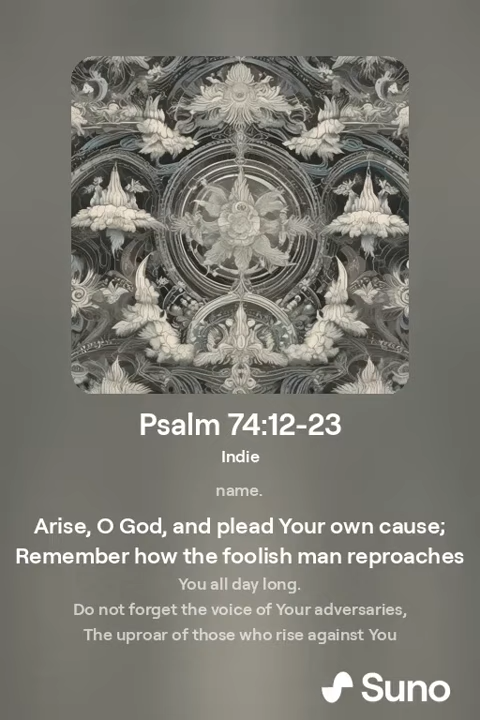 Psalm 74:12-23
Indie
name.
Arise, O God, and plead Your own cause;
Remember how the foolish man reproaches
You all day long.
Do not forget the voice of Your adversaries,
The uproar of those who rise against You
Suno